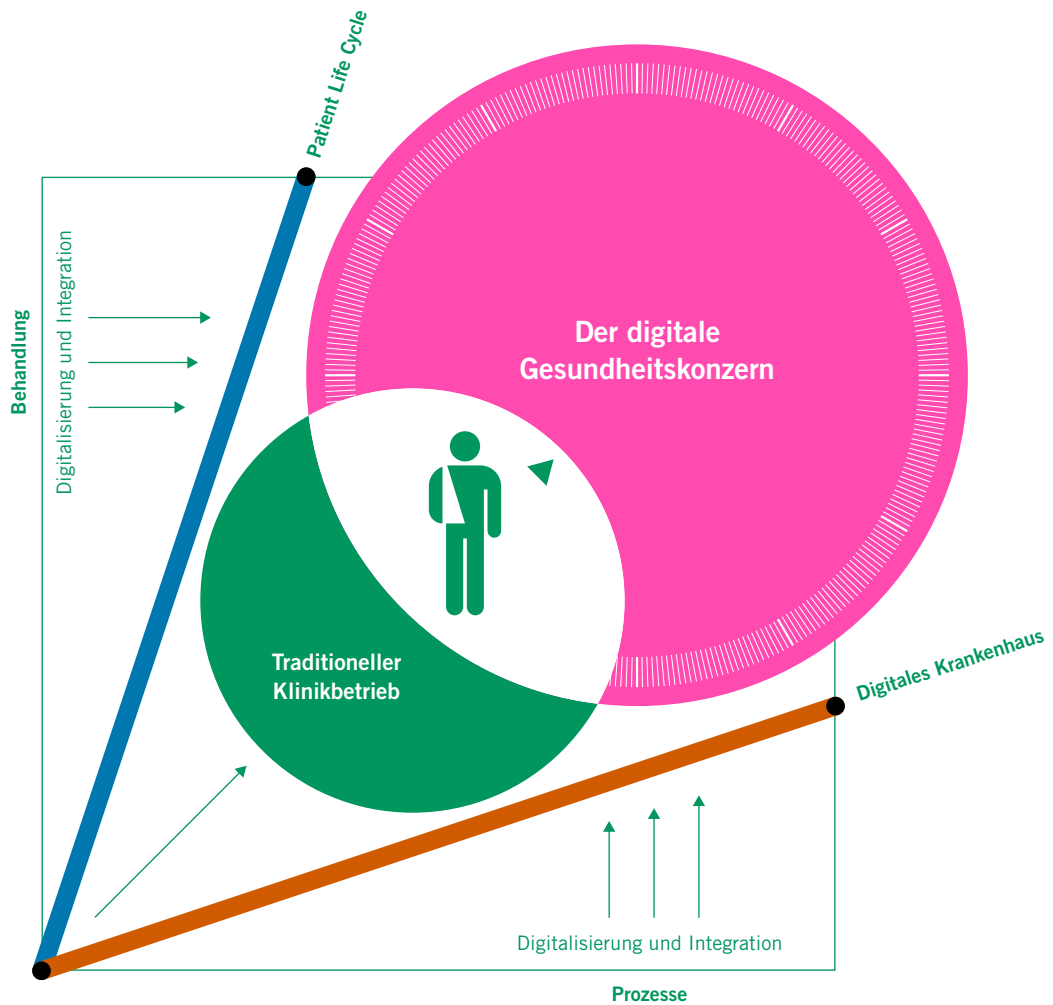 Patient Life Cycle
Behandlung
Digitalisierung und Integration
Der digitale
Gesundheitskonzern
Traditioneller
Klinikbetrieb
Digitales Krankenhaus
Digitalisierung und Integration
Prozesse